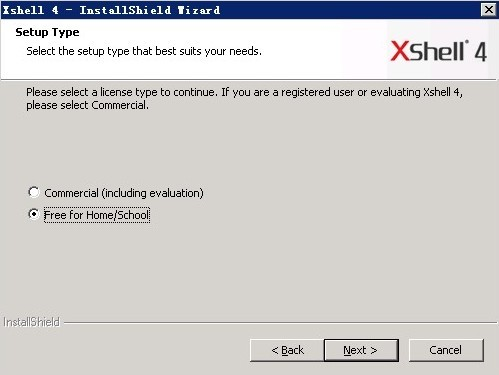 Xshell 4 - InstallShield Wizard
Setup Type
Select the setup type that best suits your needs.
XShell 4
Please select a license type to continue. If you are a registered user or evaluating Xshell 4,
please select Commercial.
Commercial (including evaluation)
Free for Home/School
InstallShield
< Back
Next >
Cancel